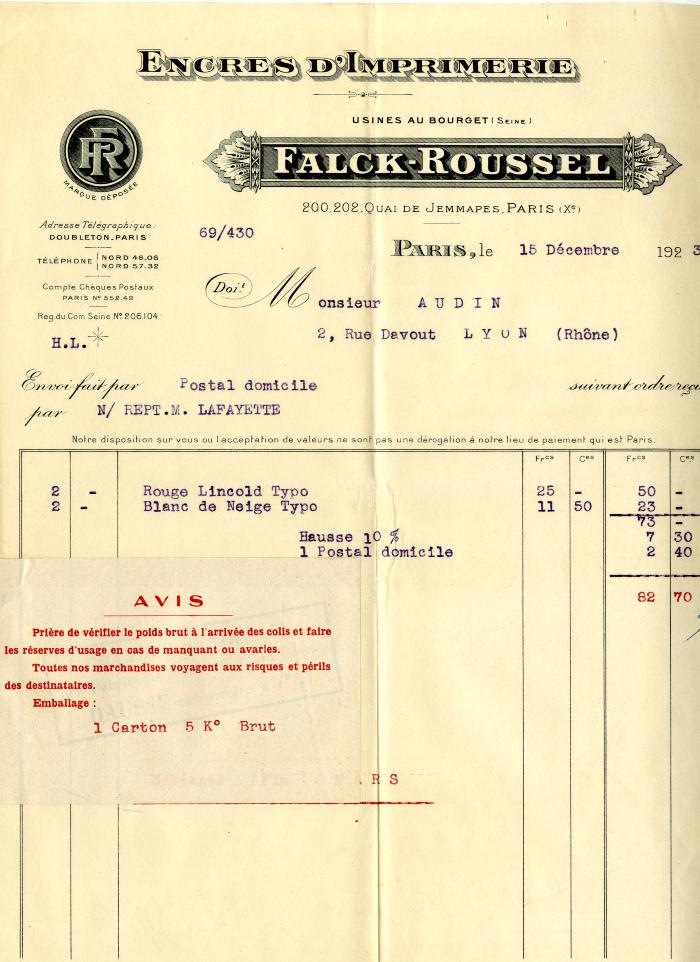 ENCRES D'IMPRIMERIE
USINES AU BOURGET (SEINE)
FR
MARQUE DÉPOSÉE
FALCK-ROUSSEL
200.202, QUAI DE JEMMAPES, PARIS (Xe)
Adresse Télégraphique:
DOUBLETON-PARIS
69/430
TÉLÉPHONE { NORD 46.06
NORD 57.32
PARIS, le 15 Décembre 192 3
Compte Chèques Postaux
PARIS N° 552.49
Doit Monsieur AUDIN
Reg. du Com. Seine N° 206.104
2, Rue Davout LYON (Rhône)
H.L.
Envoi fait par Postal domicile suivant ordre reçu
par N/ REPT.M. LAFAYETTE
Notre disposition sur vous ou l'acceptation de valeurs ne sont pas une dérogation à notre lieu de paiement qui est Paris.
Frcs Ces Frcs Ces
2 - Rouge Lincold Typo 25 - 50 -
2 - Blanc de Neige Typo 11 50 23 -
73 -
Hausse 10 % 7 30
1 Postal domicile 2 40
82 70
AVIS
Prière de vérifier le poids brut à l'arrivée des colis et faire
les réserves d'usage en cas de manquant ou avaries.
Toutes nos marchandises voyagent aux risques et périls
des destinataires.
Emballage :
1 Carton 5 K° Brut
RS